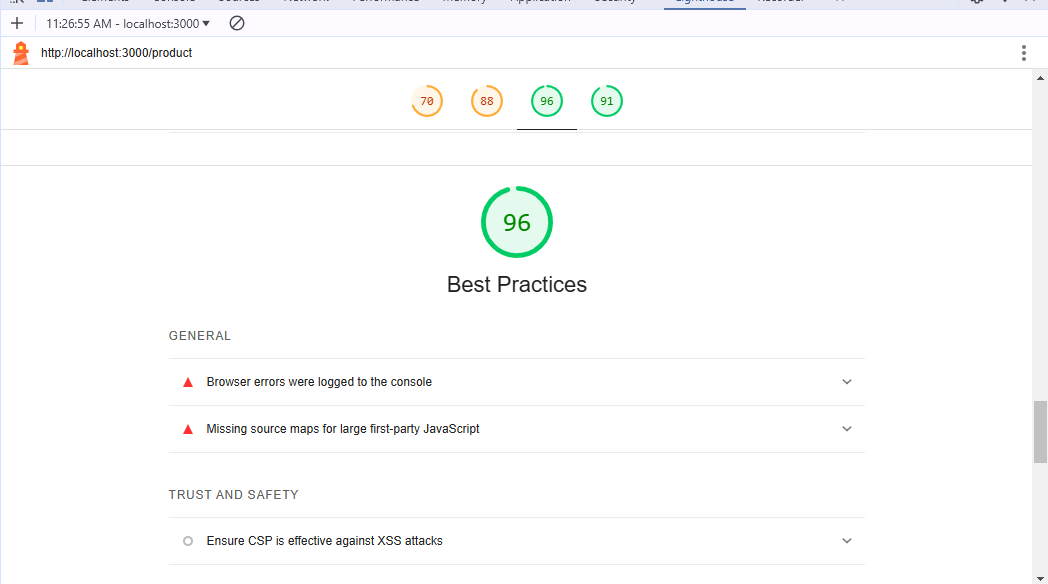 11:26:55 AM - localhost:3000
http://localhost:3000/product
70 88 96 91
96
Best Practices
GENERAL
Browser errors were logged to the console
Missing source maps for large first-party JavaScript
TRUST AND SAFETY
Ensure CSP is effective against XSS attacks